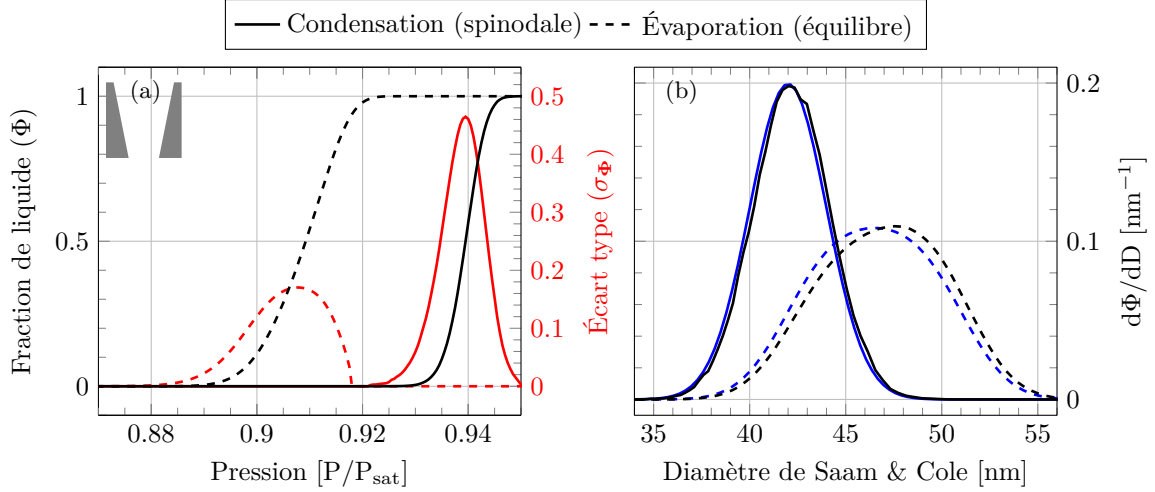 Condensation (spinodale) Évaporation (équilibre)
(a)
Fraction de liquide (Φ)
1
0.5
0
0.88 0.9 0.92 0.94
Pression [P/P_sat]
0.5
0.4
0.3
0.2
0.1
0
Écart type (σ_Φ)
(b)
35 40 45 50 55
Diamètre de Saam & Cole [nm]
0.2
0.1
0
dΦ/dD [nm⁻¹]